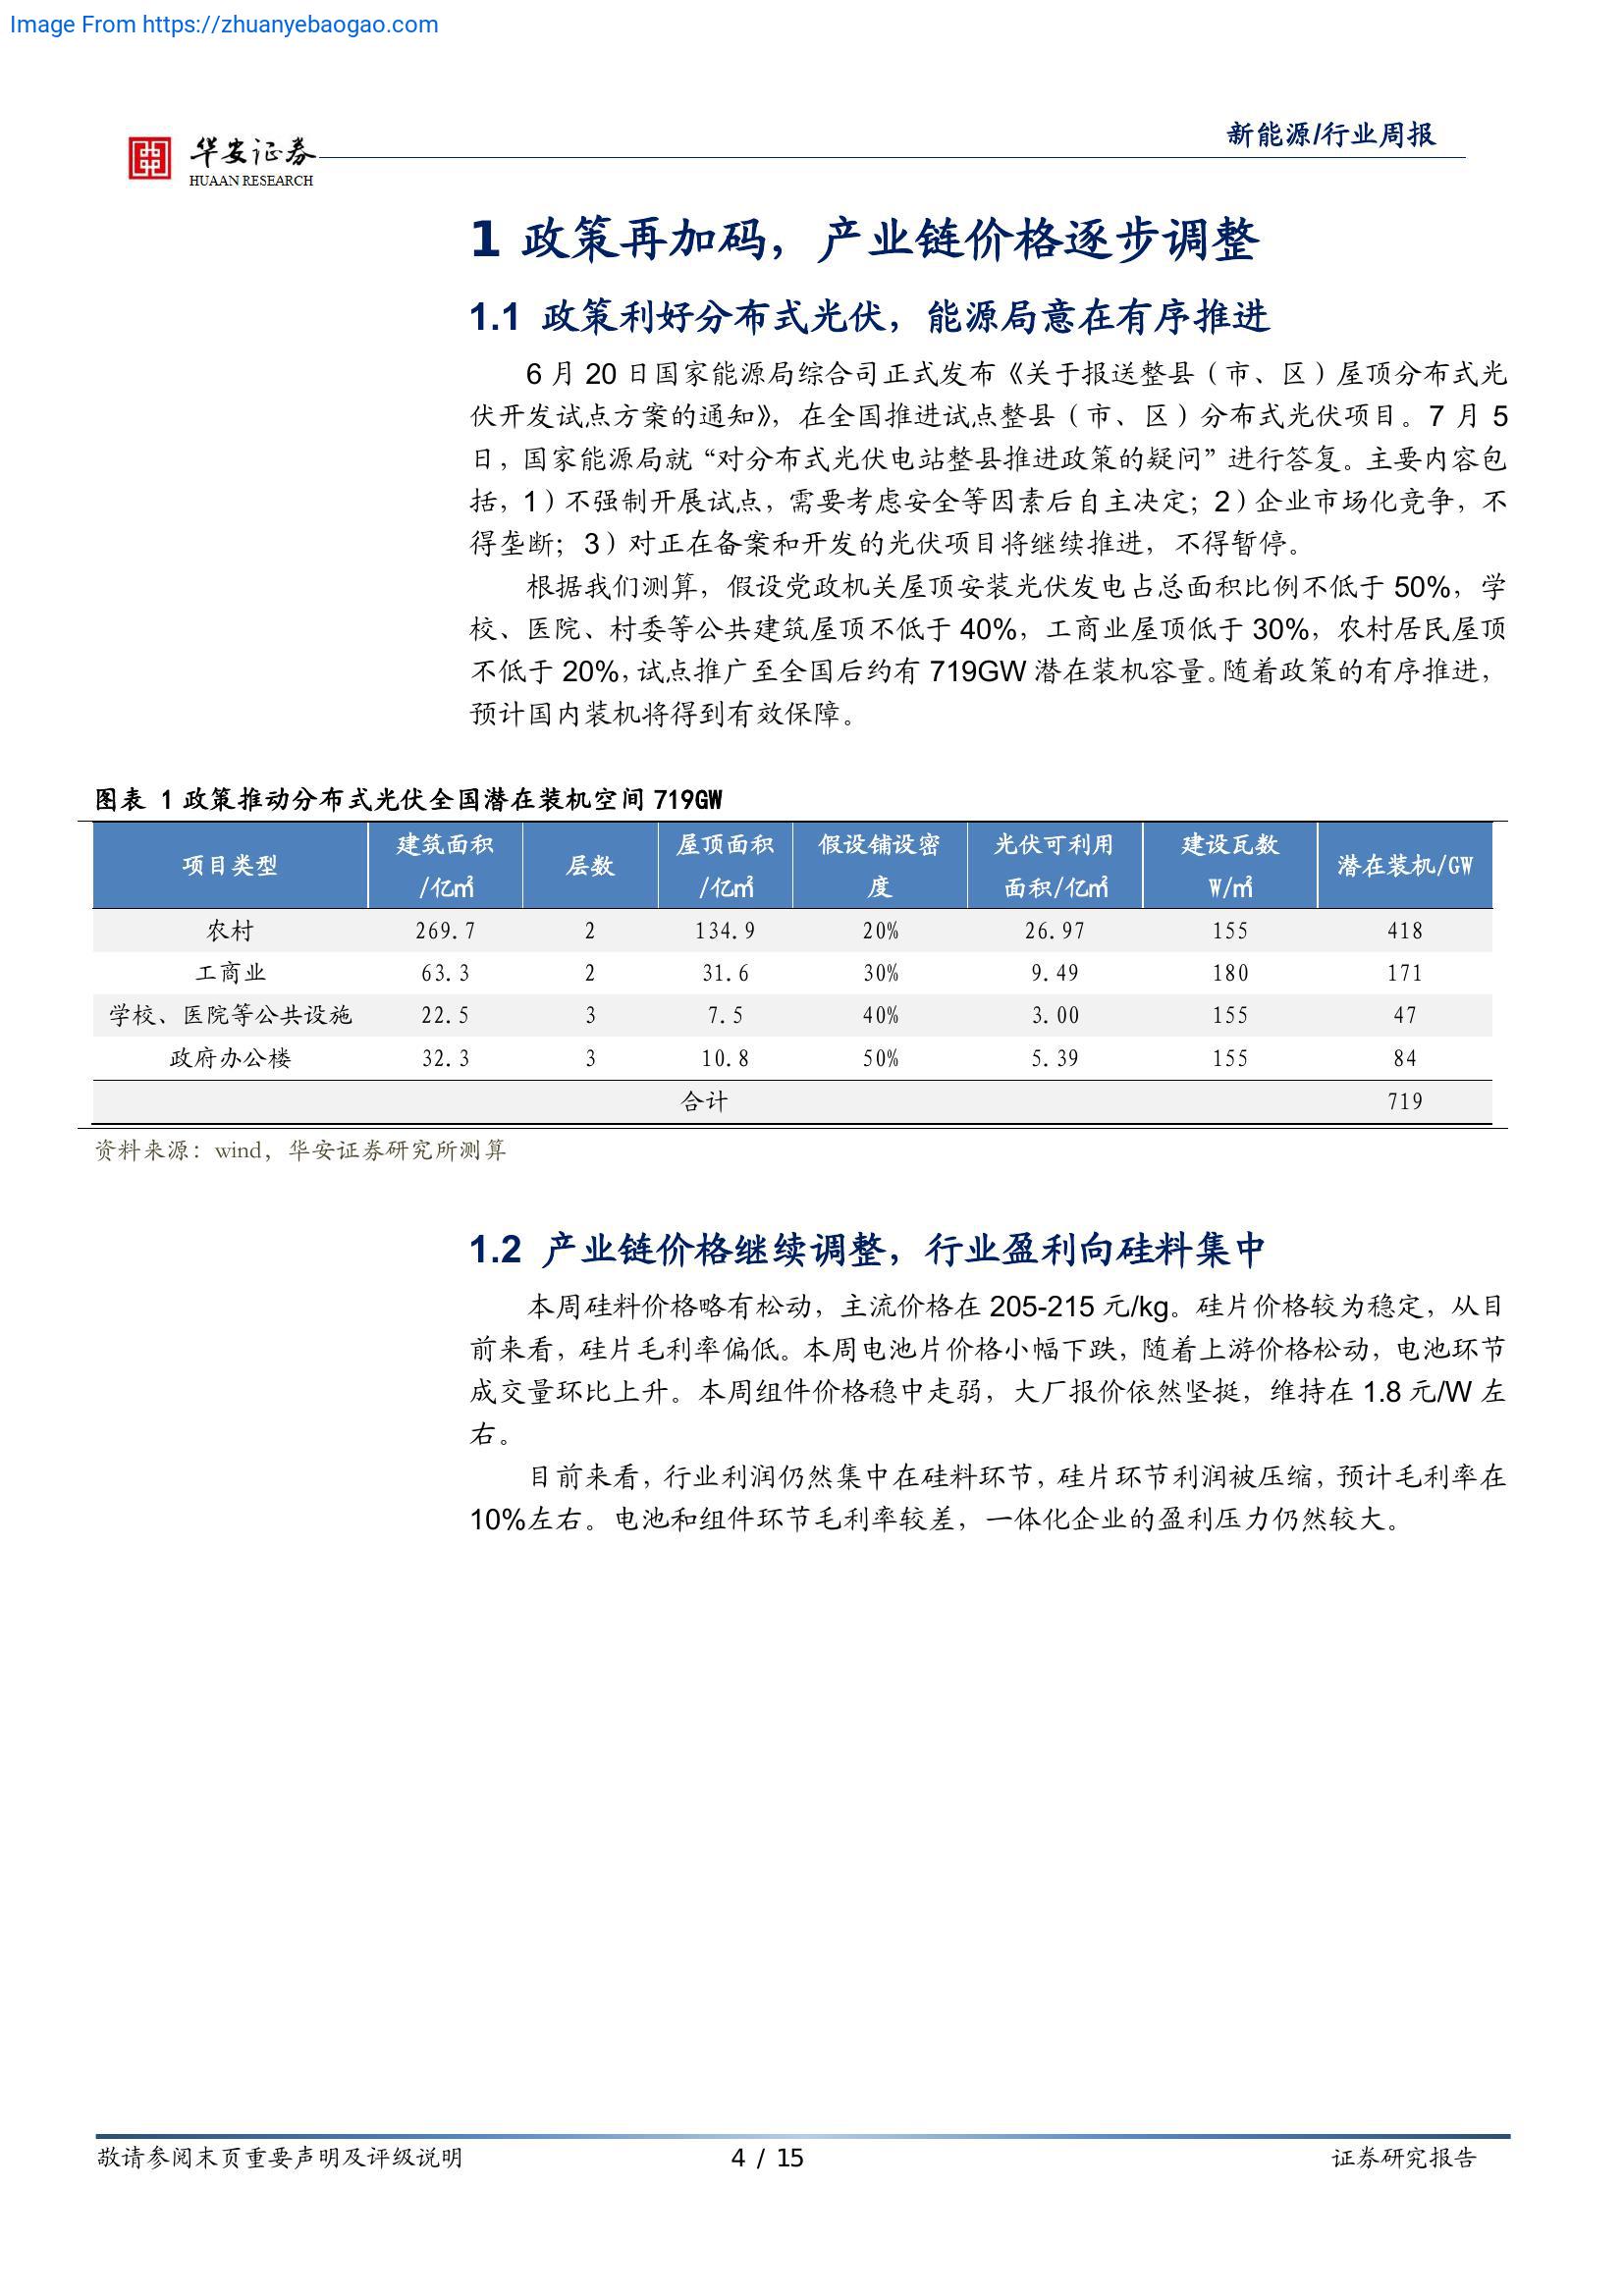 Image From https://zhuanyebaogao.com
华安证券
HUAAN RESEARCH
新能源/行业周报
1 政策再加码，产业链价格逐步调整
1.1 政策利好分布式光伏，能源局意在有序推进
6 月 20 日国家能源局综合司正式发布《关于报送整县（市、区）屋顶分布式光
伏开发试点方案的通知》，在全国推进试点整县（市、区）分布式光伏项目。7 月 5
日，国家能源局就“对分布式光伏电站整县推进政策的疑问”进行答复。主要内容包
括，1）不强制开展试点，需要考虑安全等因素后自主决定；2）企业市场化竞争，不
得垄断；3）对正在备案和开发的光伏项目将继续推进，不得暂停。
根据我们测算，假设党政机关屋顶安装光伏发电占总面积比例不低于 50%，学
校、医院、村委等公共建筑屋顶不低于 40%，工商业屋顶低于 30%，农村居民屋顶
不低于 20%，试点推广至全国后约有 719GW 潜在装机容量。随着政策的有序推进，
预计国内装机将得到有效保障。
图表 1 政策推动分布式光伏全国潜在装机空间 719GW
项目类型 建筑面积/亿㎡ 层数 屋顶面积/亿㎡ 假设铺设密度 光伏可利用面积/亿㎡ 建设瓦数W/㎡ 潜在装机/GW
农村 269.7 2 134.9 20% 26.97 155 418
工商业 63.3 2 31.6 30% 9.49 180 171
学校、医院等公共设施 22.5 3 7.5 40% 3.00 155 47
政府办公楼 32.3 3 10.8 50% 5.39 155 84
合计 719
资料来源：wind，华安证券研究所测算
1.2 产业链价格继续调整，行业盈利向硅料集中
本周硅料价格略有松动，主流价格在 205-215 元/kg。硅片价格较为稳定，从目
前来看，硅片毛利率偏低。本周电池片价格小幅下跌，随着上游价格松动，电池环节
成交量环比上升。本周组件价格稳中走弱，大厂报价依然坚挺，维持在 1.8 元/W 左
右。
目前来看，行业利润仍然集中在硅料环节，硅片环节利润被压缩，预计毛利率在
10%左右。电池和组件环节毛利率较差，一体化企业的盈利压力仍然较大。
敬请参阅末页重要声明及评级说明
4 / 15
证券研究报告